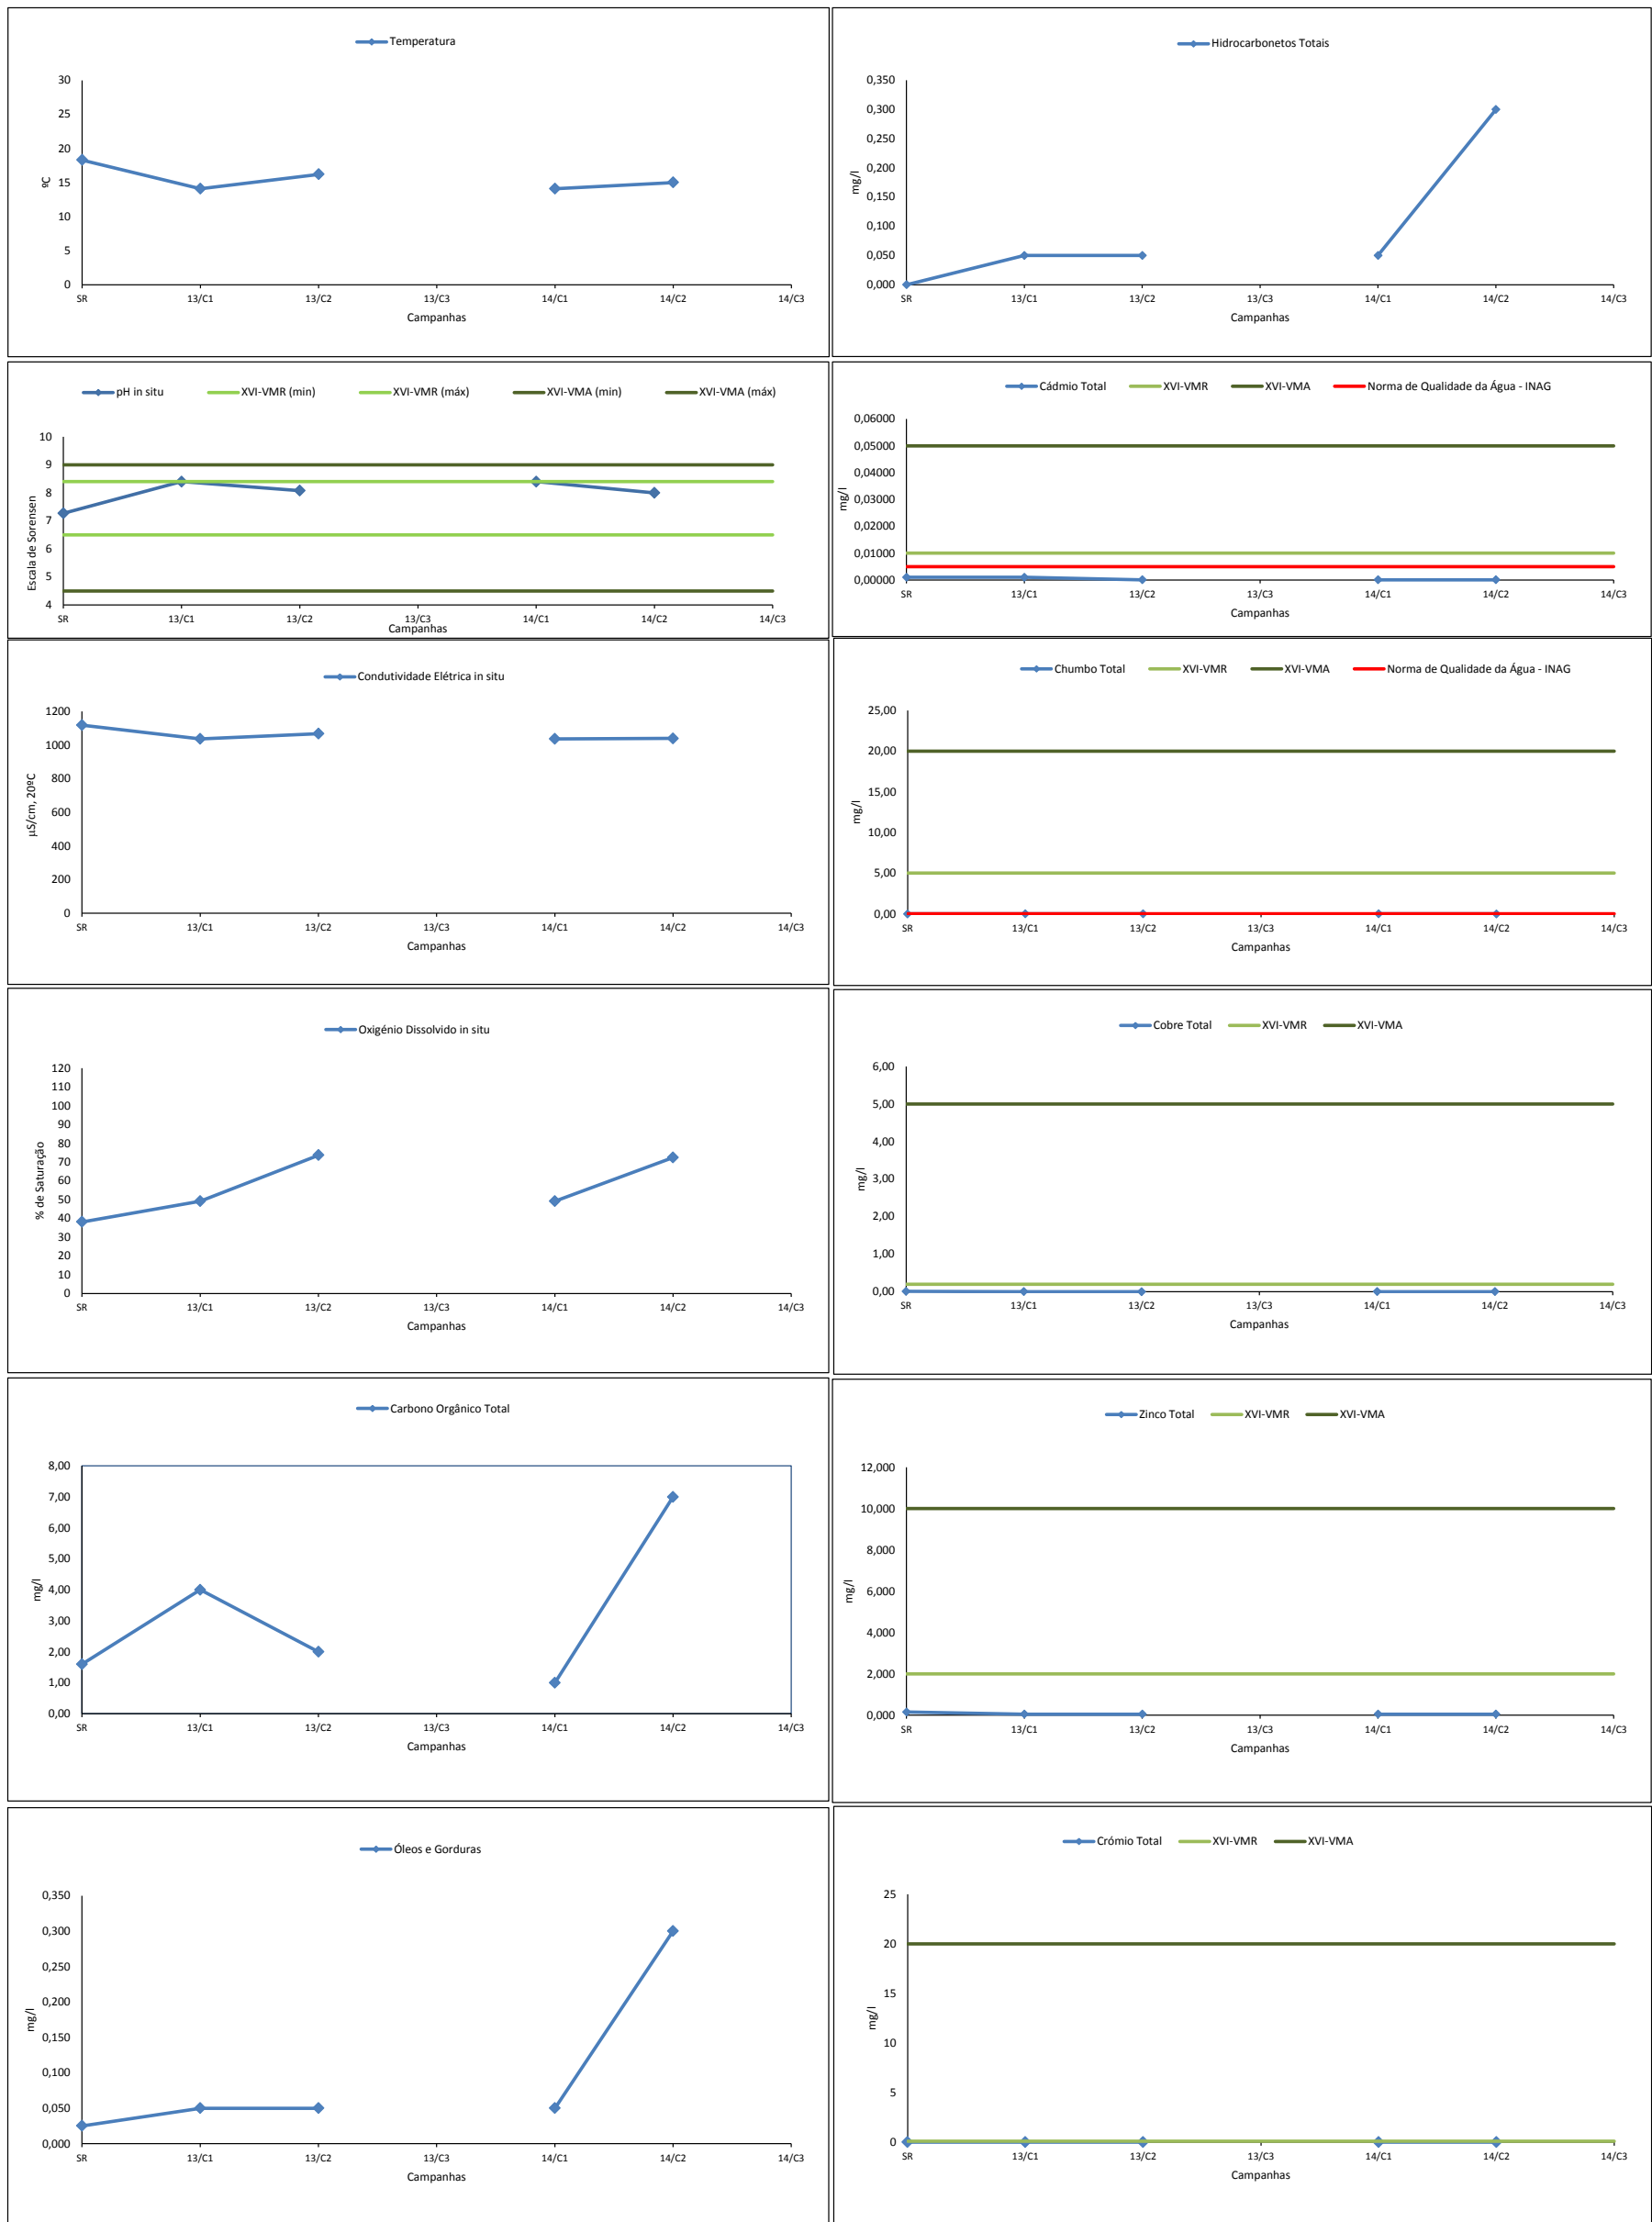 Temperatura
30
25
20
15
10
5
0
ºC
SR 13/C1 13/C2 13/C3 14/C1 14/C2 14/C3
Campanhas
Hidrocarbonetos Totais
0,350
0,300
0,250
0,200
0,150
0,100
0,050
0,000
mg/l
SR 13/C1 13/C2 13/C3 14/C1 14/C2 14/C3
Campanhas
pH in situ XVI-VMR (min) XVI-VMR (máx) XVI-VMA (min) XVI-VMA (máx)
10
9
8
7
6
5
4
Escala de Sorensen
SR 13/C1 13/C2 13/C3 14/C1 14/C2 14/C3
Campanhas
Cádmio Total XVI-VMR XVI-VMA Norma de Qualidade da Água - INAG
0,06000
0,05000
0,04000
0,03000
0,02000
0,01000
0,00000
mg/l
SR 13/C1 13/C2 13/C3 14/C1 14/C2 14/C3
Campanhas
Condutividade Elétrica in situ
1200
1000
800
600
400
200
0
µS/cm, 20ºC
SR 13/C1 13/C2 13/C3 14/C1 14/C2 14/C3
Campanhas
Chumbo Total XVI-VMR XVI-VMA Norma de Qualidade da Água - INAG
25,00
20,00
15,00
10,00
5,00
0,00
mg/l
SR 13/C1 13/C2 13/C3 14/C1 14/C2 14/C3
Campanhas
Oxigénio Dissolvido in situ
120
110
100
90
80
70
60
50
40
30
20
10
0
% de Saturação
SR 13/C1 13/C2 13/C3 14/C1 14/C2 14/C3
Campanhas
Cobre Total XVI-VMR XVI-VMA
6,00
5,00
4,00
3,00
2,00
1,00
0,00
mg/l
SR 13/C1 13/C2 13/C3 14/C1 14/C2 14/C3
Campanhas
Carbono Orgânico Total
8,00
7,00
6,00
5,00
4,00
3,00
2,00
1,00
0,00
mg/l
SR 13/C1 13/C2 13/C3 14/C1 14/C2 14/C3
Campanhas
Zinco Total XVI-VMR XVI-VMA
12,000
10,000
8,000
6,000
4,000
2,000
0,000
mg/l
SR 13/C1 13/C2 13/C3 14/C1 14/C2 14/C3
Campanhas
Óleos e Gorduras
0,350
0,300
0,250
0,200
0,150
0,100
0,050
0,000
mg/l
SR 13/C1 13/C2 13/C3 14/C1 14/C2 14/C3
Campanhas
Crómio Total XVI-VMR XVI-VMA
25
20
15
10
5
0
mg/l
SR 13/C1 13/C2 13/C3 14/C1 14/C2 14/C3
Campanhas